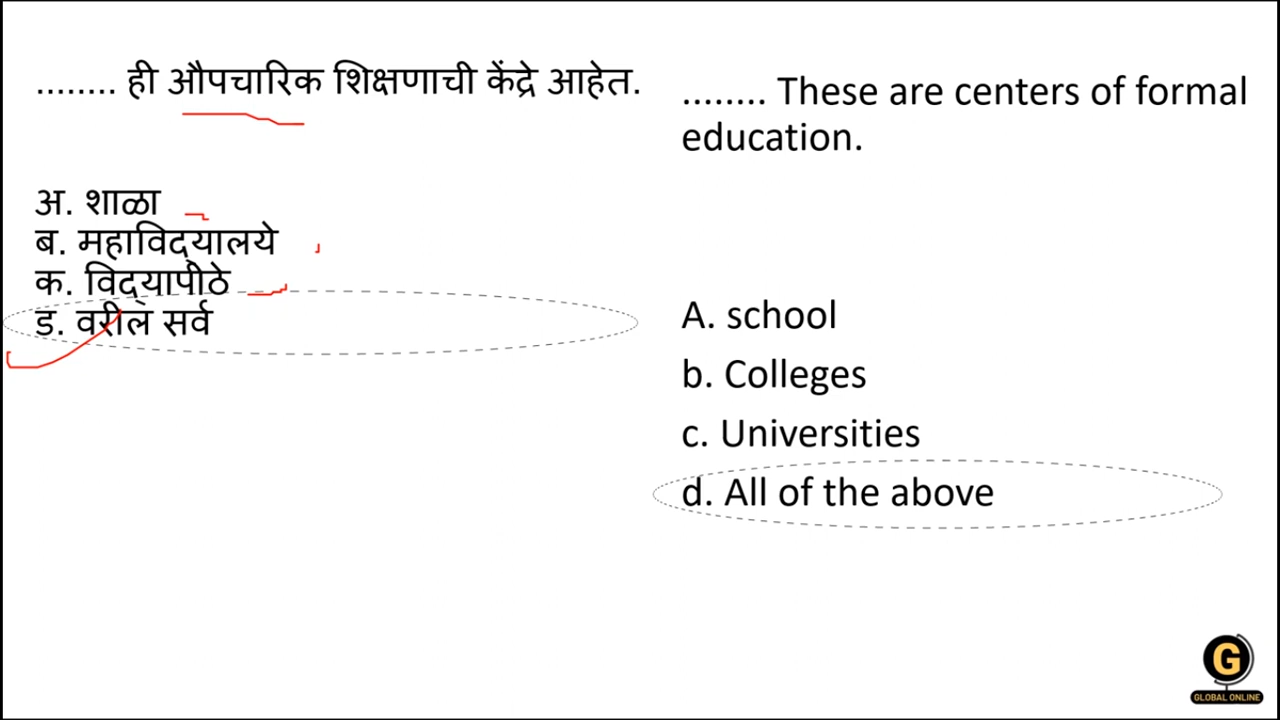 ........ ही औपचारिक शिक्षणाची केंद्रे आहेत.
अ. शाळा
ब. महाविद्यालये
क. विद्यापीठे
ड. वरील सर्व
........ These are centers of formal
education.
A. school
b. Colleges
c. Universities
d. All of the above
G
GLOBAL ONLINE